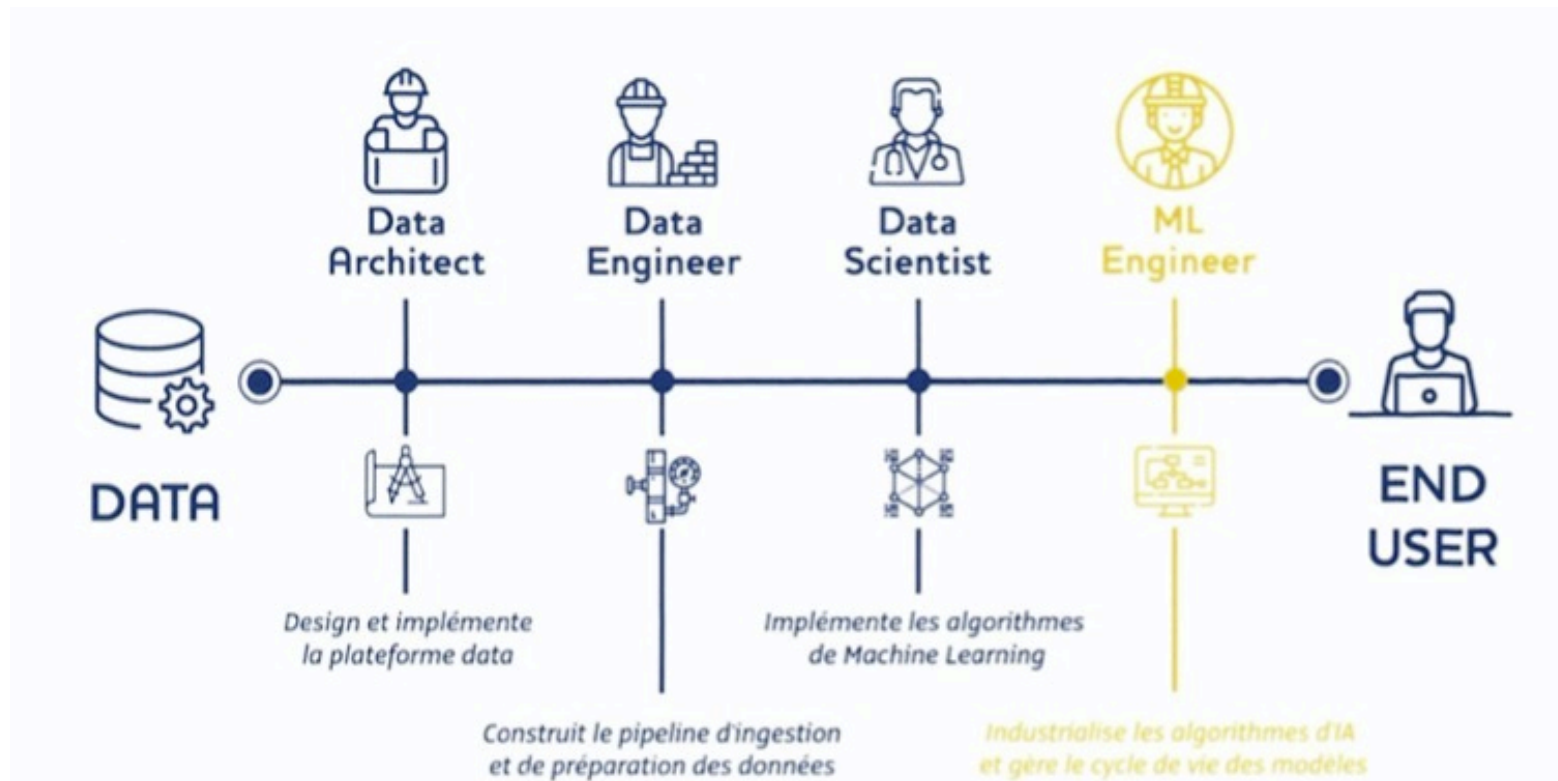 Data
Architect
Data
Engineer
Data
Scientist
ML
Engineer
DATA
END
USER
Design et implémente
la plateforme data
Implémente les algorithmes
de Machine Learning
Construit le pipeline d'ingestion
et de préparation des données
Industrialise les algorithmes d'IA
et gère le cycle de vie des modèles